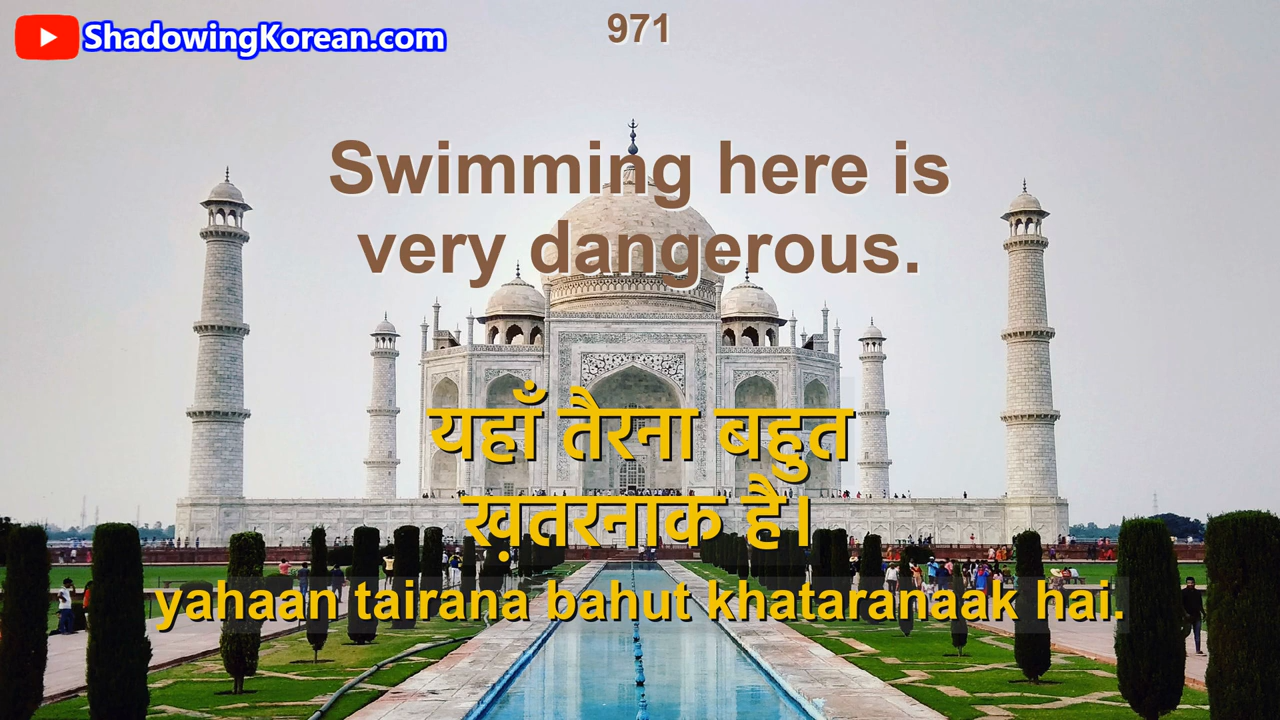 ShadowingKorean.com
971
Swimming here is
very dangerous.
यहाँ तैरना बहुत
ख़तरनाक है।
yahaan tairana bahut khataranaak hai.